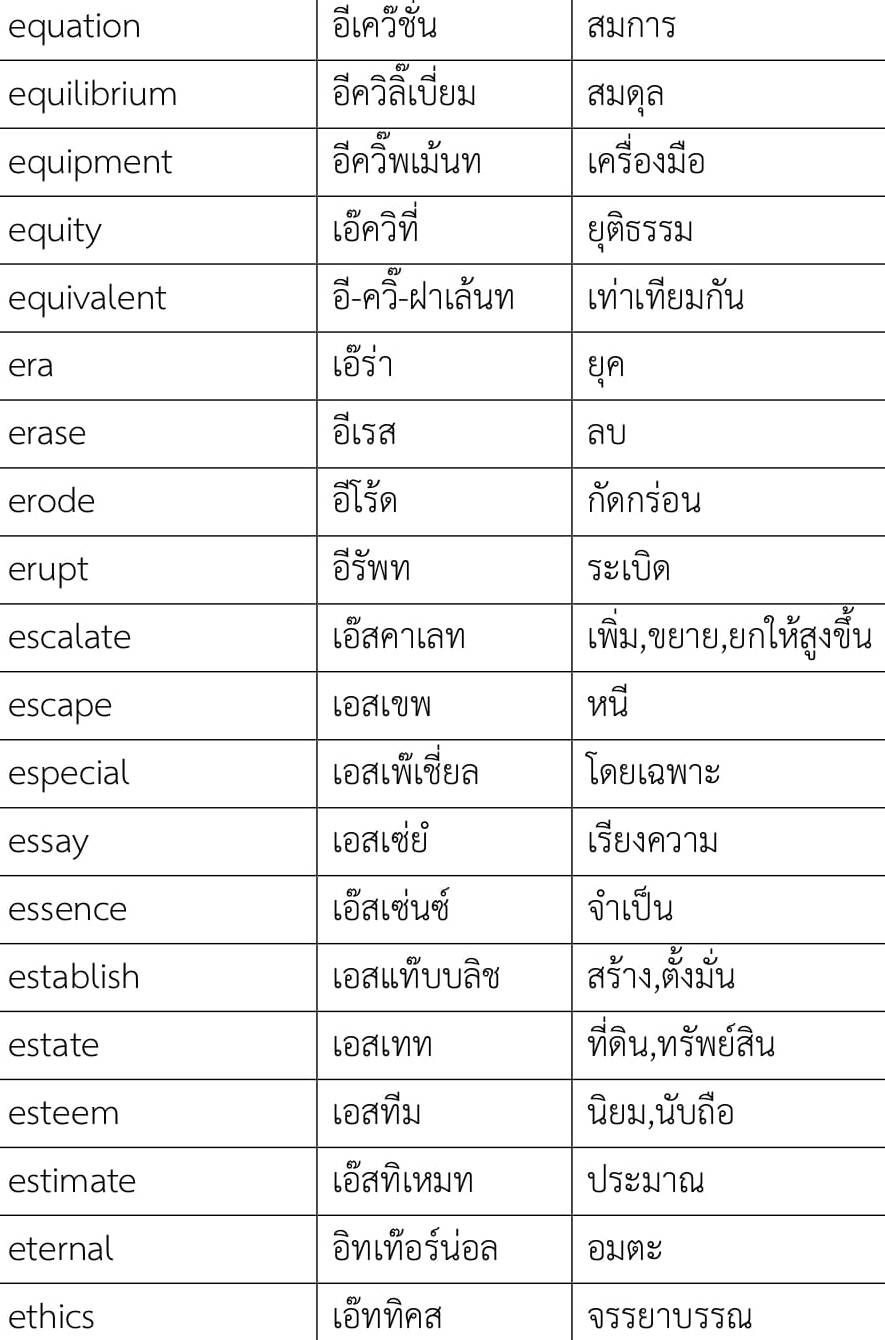 equation อีเคว๊ชั่น สมการ
equilibrium อีควิลิ๊เบี่ยม สมดุล
equipment อีควิ๊พเม้นท เครื่องมือ
equity เอ๊ควิที่ ยุติธรรม
equivalent อี-ควิ๊-ฝาเล้นท เท่าเทียมกัน
era เอ๊ร่า ยุค
erase อีเรส ลบ
erode อีโร้ด กัดกร่อน
erupt อีรัพท ระเบิด
escalate เอ๊สคาเลท เพิ่ม,ขยาย,ยกให้สูงขึ้น
escape เอสเขพ หนี
especial เอสเพ๊เชี่ยล โดยเฉพาะ
essay เอสเซ่ยํ เรียงความ
essence เอ๊สเซ่นซ์ จำเป็น
establish เอสแท๊บบลิช สร้าง,ตั้งมั่น
estate เอสเทท ที่ดิน,ทรัพย์สิน
esteem เอสทีม นิยม,นับถือ
estimate เอ๊สทิเหมท ประมาณ
eternal อิทเท๊อร์น่อล อมตะ
ethics เอ๊ททิคส จรรยาบรรณ